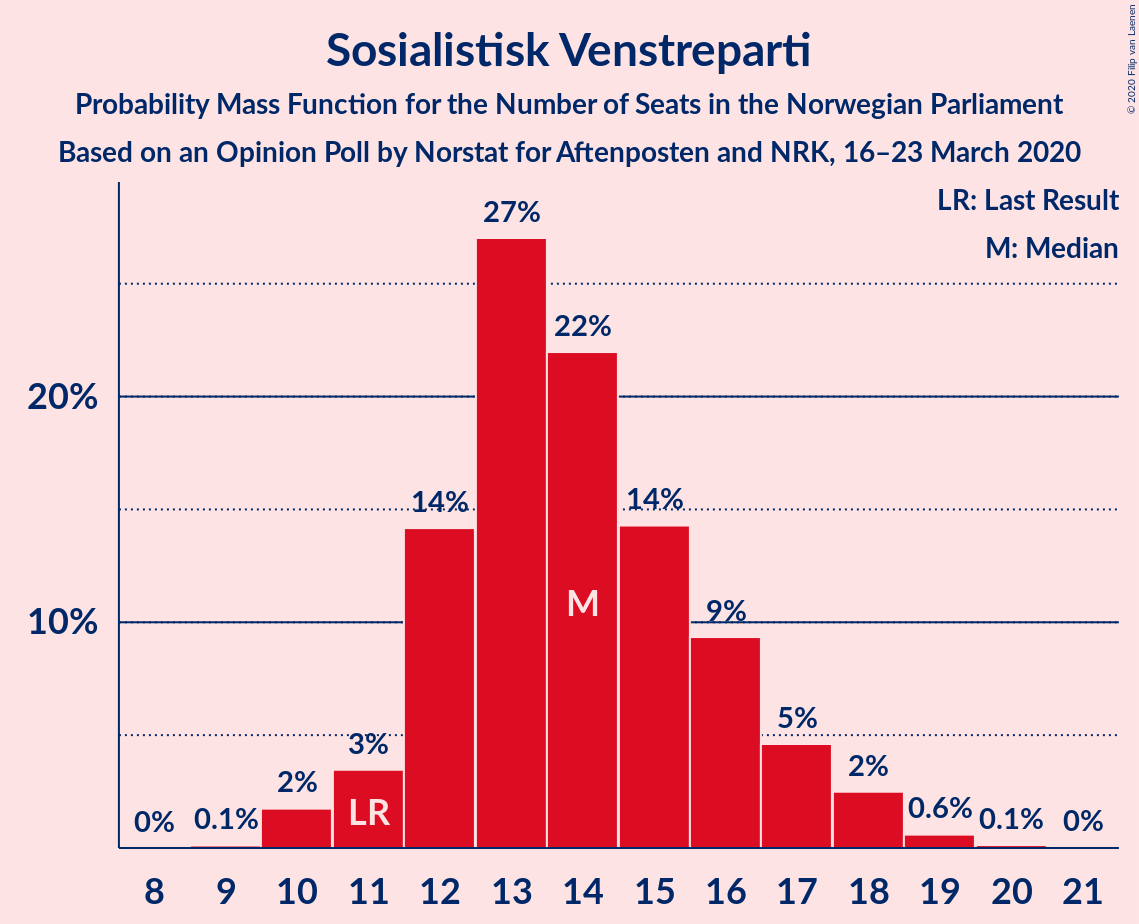 Sosialistisk Venstreparti
Probability Mass Function for the Number of Seats in the Norwegian Parliament
Based on an Opinion Poll by Norstat for Aftenposten and NRK, 16–23 March 2020
© 2020 Filip van Laenen
LR: Last Result
M: Median
27%
22%
20%
14%
14%
M
10%
9%
5%
3%
2%
2%
LR
0%
0.1%
0.6%
0.1%
0%
8 9 10 11 12 13 14 15 16 17 18 19 20 21